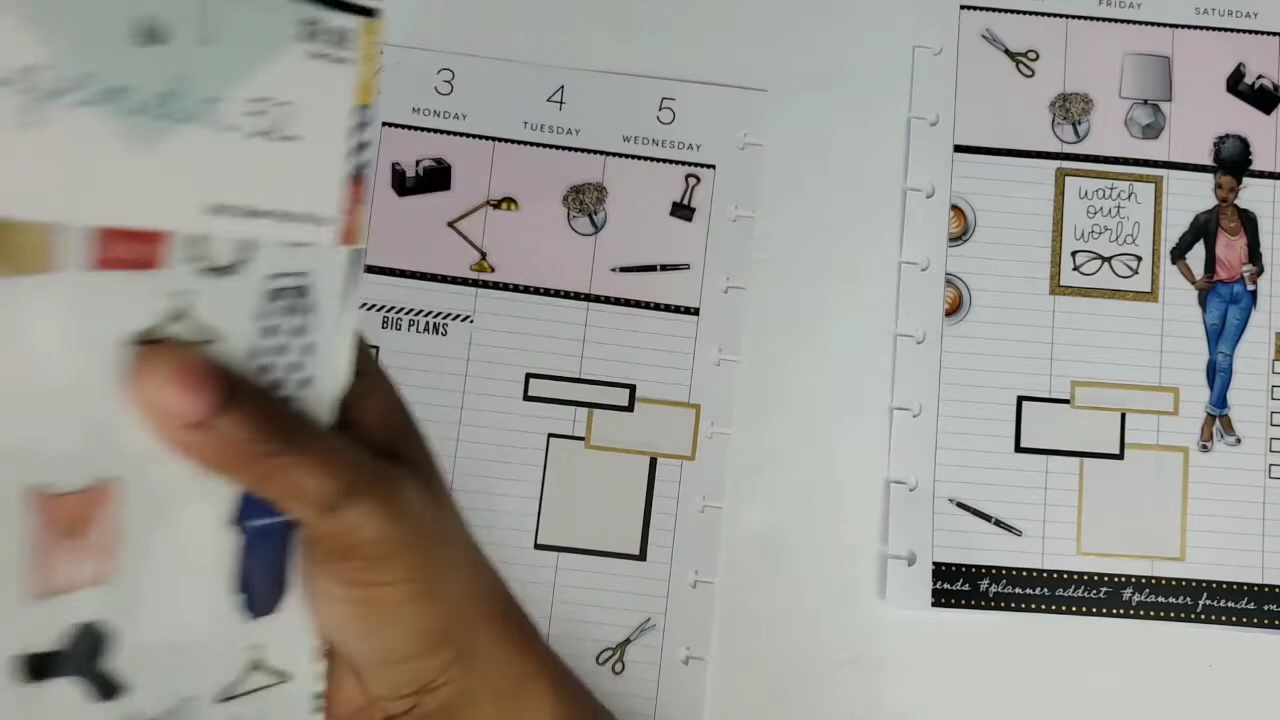 3
MONDAY
4
TUESDAY
5
WEDNESDAY
BIG PLANS
FRIDAY
SATURDAY
watch
out,
world
#planner addict #planner friends